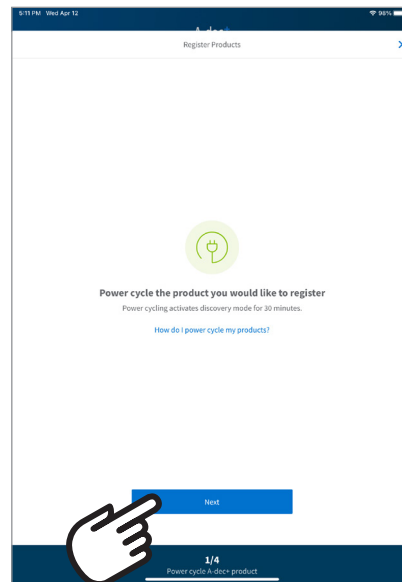 5:11 PM Wed Apr 12
98%
A-dec+
Register Products
Power cycle the product you would like to register
Power cycling activates discovery mode for 30 minutes.
How do I power cycle my products?
Next
1/4
Power cycle A-dec+ product